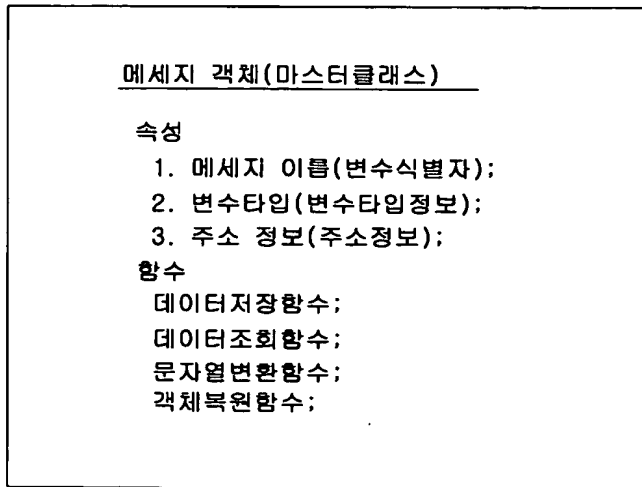 메세지 객체(마스터클래스)
속성
1. 메세지 이름(변수식별자);
2. 변수타입(변수타입정보);
3. 주소 정보(주소정보);
함수
데이터저장함수;
데이터조회함수;
문자열변환함수;
객체복원함수;